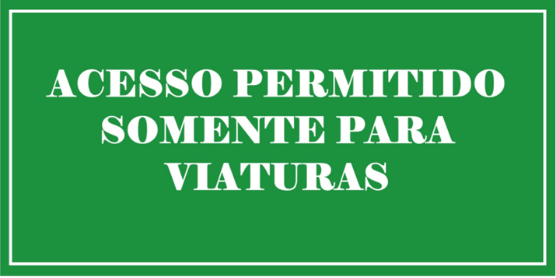 ACESSO PERMITIDO
SOMENTE PARA
VIATURAS